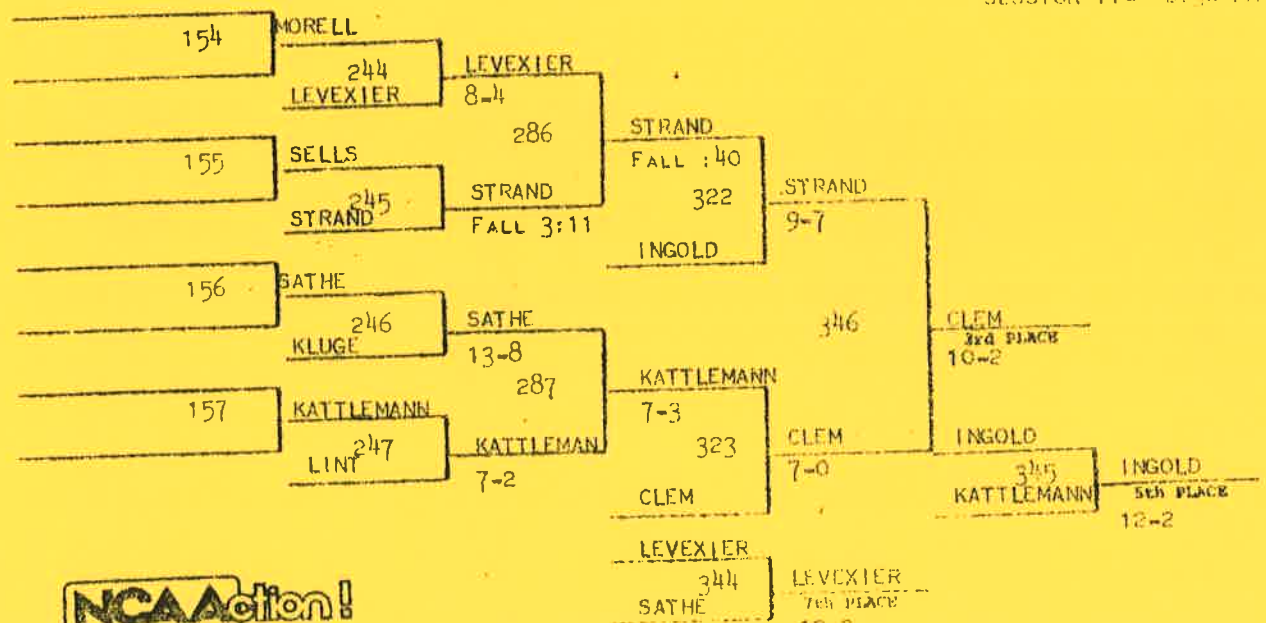 154
MORELL
244
LEVEXIER
LEVEXIER
8-4
286
155
SELLS
245
STRAND
STRAND
FALL 3:11
STRAND
FALL :40
322
INGOLD
STRAND
9-7
156
SATHE
246
KLUGE
SATHE
13-8
287
157
KATTLEMANN
247
LINT
KATTLEMAN
7-2
KATTLEMANN
7-3
323
CLEM
CLEM
7-0
346
CLEM
3rd PLACE
10-2
INGOLD
345
KATTLEMANN
INGOLD
5th PLACE
12-2
LEVEXIER
344
SATHE
LEVEXIER
7th PLACE
NCAAction!